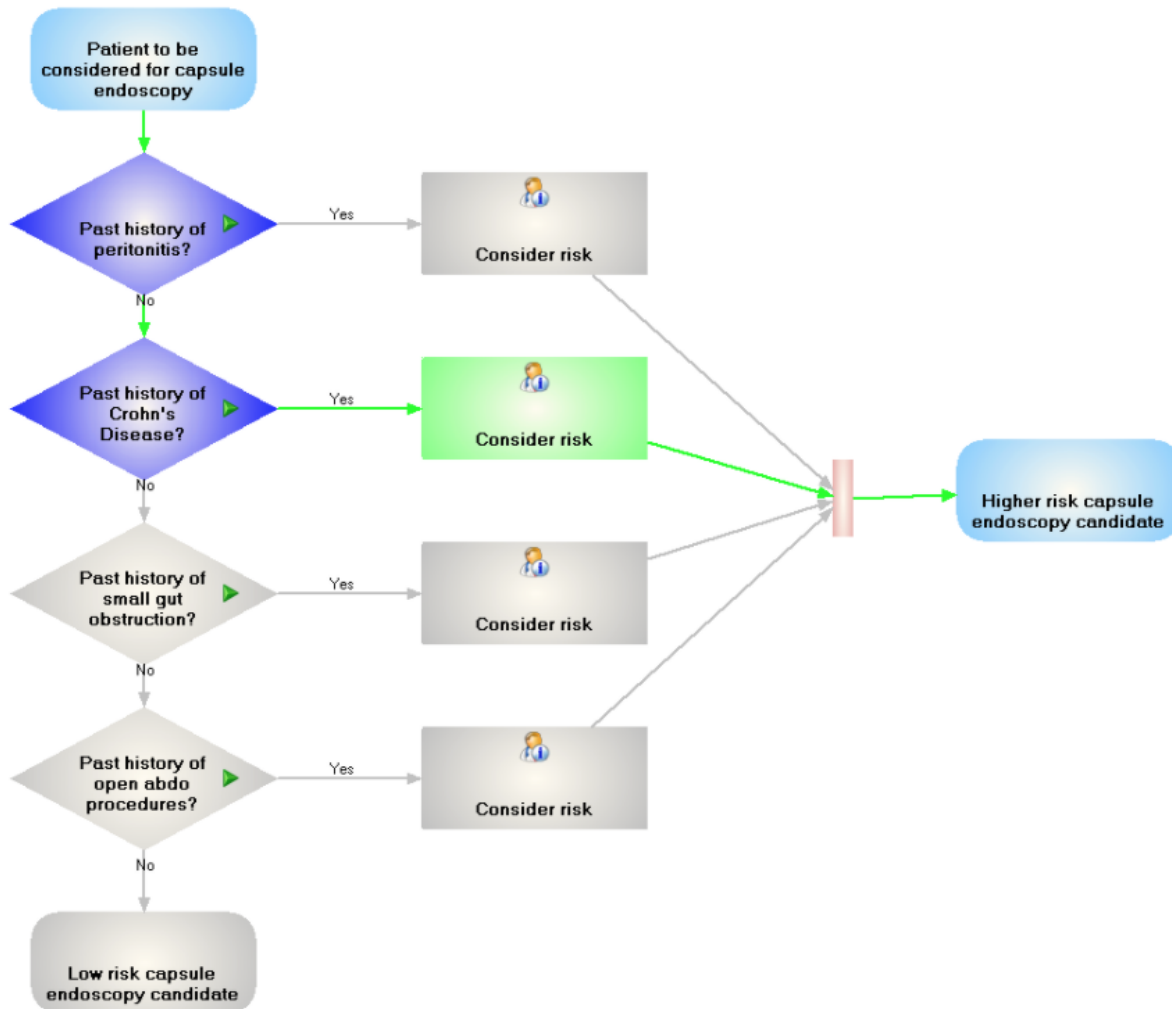 Patient to be
considered for capsule
endoscopy
Past history of
peritonitis?
Yes
Consider risk
No
Past history of
Crohn's
Disease?
Yes
Consider risk
Higher risk capsule
endoscopy candidate
No
Past history of
small gut
obstruction?
Yes
Consider risk
No
Past history of
open abdo
procedures?
Yes
Consider risk
No
Low risk capsule
endoscopy candidate